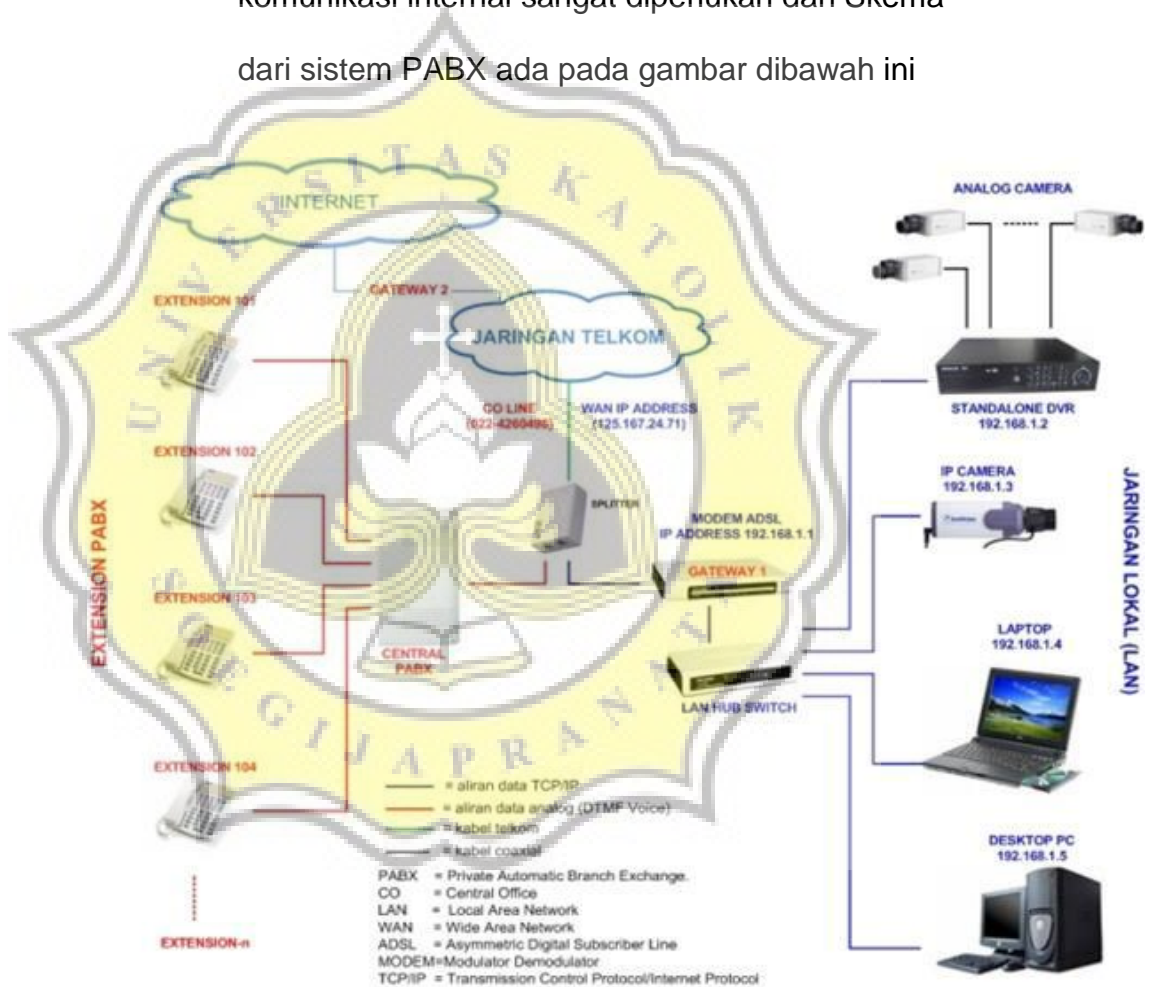 komunikasi internal sangat diperlukan dan Skema
dari sistem PABX ada pada gambar dibawah ini
UNIVERSITAS KATOLIK
SOEGIJAPRANATA
INTERNET
GATEWAY 2
JARINGAN TELKOM
CO LINE
WAN IP ADDRESS
(125.167.24.71)
EXTENSION PABX
EXTENSION 101
EXTENSION 102
EXTENSION 103
EXTENSION 104
EXTENSION-n
CENTRAL
PABX
SPLITTER
MODEM ADSL
IP ADDRESS 192.168.1.1
GATEWAY 1
LAN HUB SWITCH
ANALOG CAMERA
STANDALONE DVR
192.168.1.2
IP CAMERA
192.168.1.3
LAPTOP
192.168.1.4
DESKTOP PC
192.168.1.5
JARINGAN LOKAL (LAN)
= aliran data TCP/IP
= aliran data analog (DTMF Voice)
= kabel telkom
= kabel coaxial
PABX = Private Automatic Branch Exchange.
CO = Central Office
LAN = Local Area Network
WAN = Wide Area Network
ADSL = Asymmetric Digital Subscriber Line
MODEM=Modulator Demodulator
TCP/IP = Transmission Control Protocol/Internet Protocol